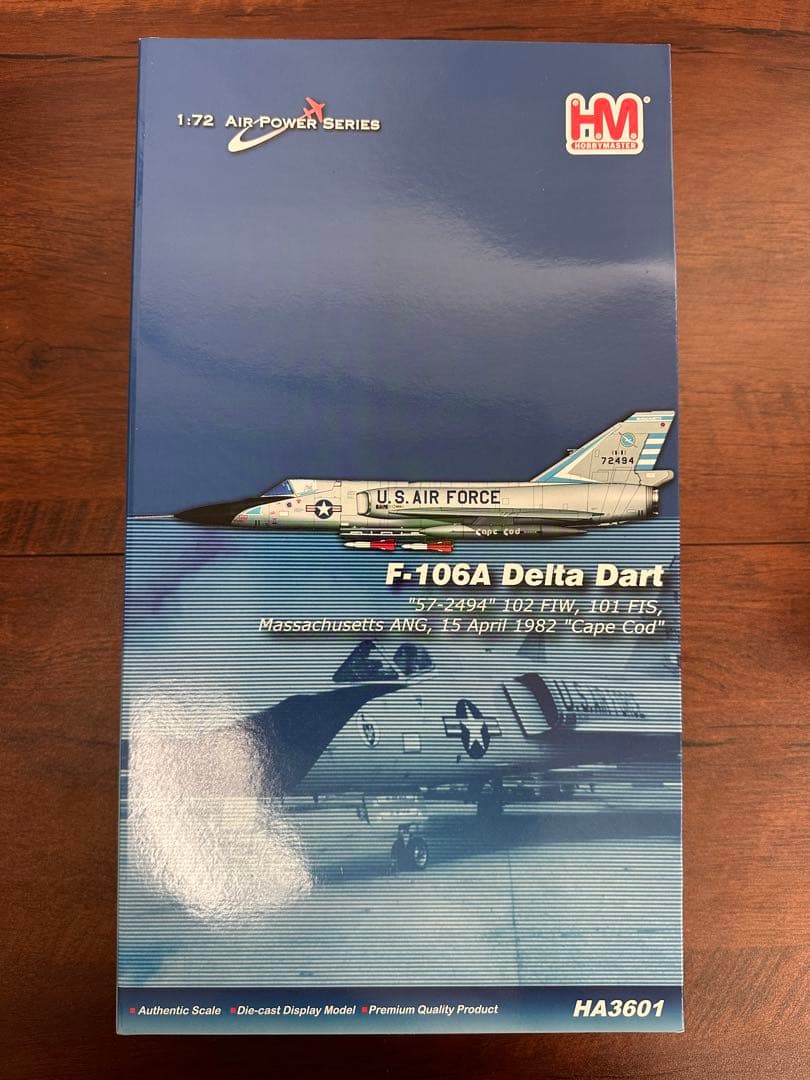 1:72 AIR POWER SERIES
HM®
HOBBYMASTER
72494
U.S. AIR FORCE
Cape Cod
F-106A Delta Dart
"57-2494" 102 FIW, 101 FIS,
Massachusetts ANG, 15 April 1982 "Cape Cod"
U.S. AIR FORCE
Authentic Scale Die-cast Display Model Premium Quality Product
HA3601